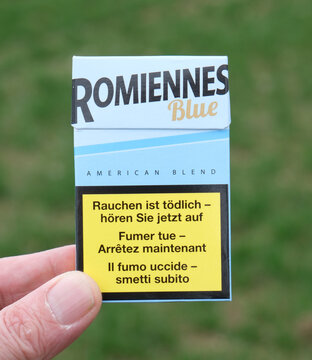 ROMIENNES
Blue
AMERICAN BLEND
Rauchen ist tödlich –
hören Sie jetzt auf
Fumer tue –
Arrêtez maintenant
Il fumo uccide –
smetti subito